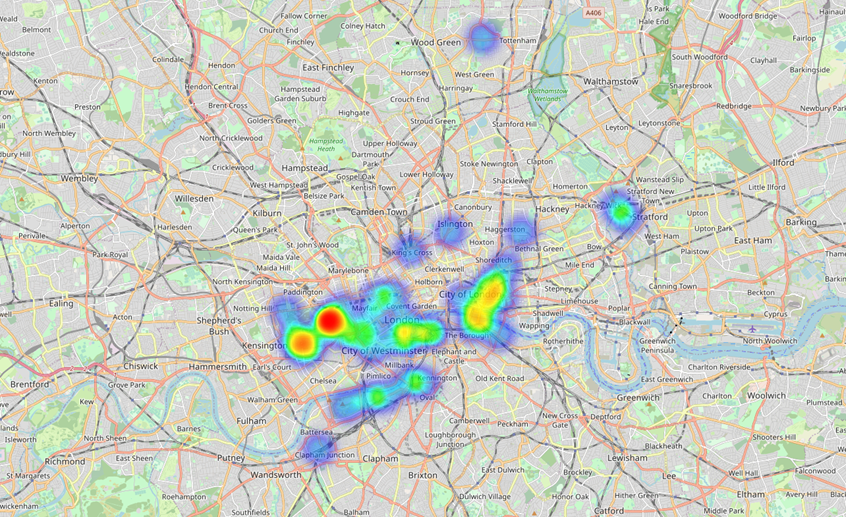 Fallow Corner
Colney Hatch
A406
Hale End
Woodford Bridge
Belmont
Church End
Finchley
Wood Green
Tottenham
Fairlop
Colindale
Hendon
East Finchley
Hornsey
West Green
South Woodford
Clayhall
Kenton
Hendon Central
Hampstead
Garden Suburb
Crouch End
Harringay
Walthamstow
Walthamstow
Wetlands
Snaresbrook
Barkingside
Preston
Brent Cross
Highgate
Redbridge
Newbury Park
Golders Green
Stroud Green
Stamford Hill
Leyton
Leytonstone
North Wembley
North Cricklewood
Hampstead
Heath
Upper Holloway
Dartmouth
Park
Stoke Newington
Clapton
Ilford
Cricklewood
Hampstead
Gospel Oak
Lower Holloway
Wembley
West Hampstead
Kentish Town
Shacklewell
Homerton
Wanstead Slip
Little Ilford
Belsize Park
Stratford New
Town
Willesden
Kilburn
Camden Town
Canonbury
Hackney
Hackney Wick
Stratford
Upton
Barking
Alperton
Harlesden
Queen's Park
Islington
Haggerston
West Ham
Upton Park
East Ham
Perivale
St. John's Wood
Hoxton
Bethnal Green
Bow
Plaistow
Park Royal
Maida Vale
King's Cross
Shoreditch
Maida Hill
Marylebone
Clerkenwell
Mile End
North Kensington
Holborn
Stepney
Canning Town
Paddington
City of London
Limehouse
Beckton
Ealing
Notting Hill
Mayfair
Covent Garden
Shadwell
Poplar
Cyprus
Shepherd's
Bush
London
Wapping
Blackwall
The Borough
Rotherhithe
Greenwich
Peninsula
North Woolwich
Kensington
City of Westminster
Elephant and
Castle
Chiswick
Hammersmith
Earl's Court
Millbank
East Greenwich
Charlton Riverside
Brentford
Grove Park
Chelsea
Pimlico
Kennington
Old Kent Road
Greenwich
Charlton
Woolwich
Plumstead
Kew
Walham Green
Oval
New Cross
Gate
Deptford
Fulham
Camberwell
Peckham
Isleworth
North Sheen
Barnes
Battersea
Loughborough
Junction
Blackheath
Shooters Hill
East Wickham
Richmond
East Sheen
Putney
Clapham Junction
Clapham
Lewisham
St Margarets
Wandsworth
Brixton
East Dulwich
Brockley
Lee
Well Hall
Falconwood
Roehampton
Dulwich Village
Honor Oak
Hither Green
Eltham
Avery Hill
Southfields
Balham
Catford
Middle Park